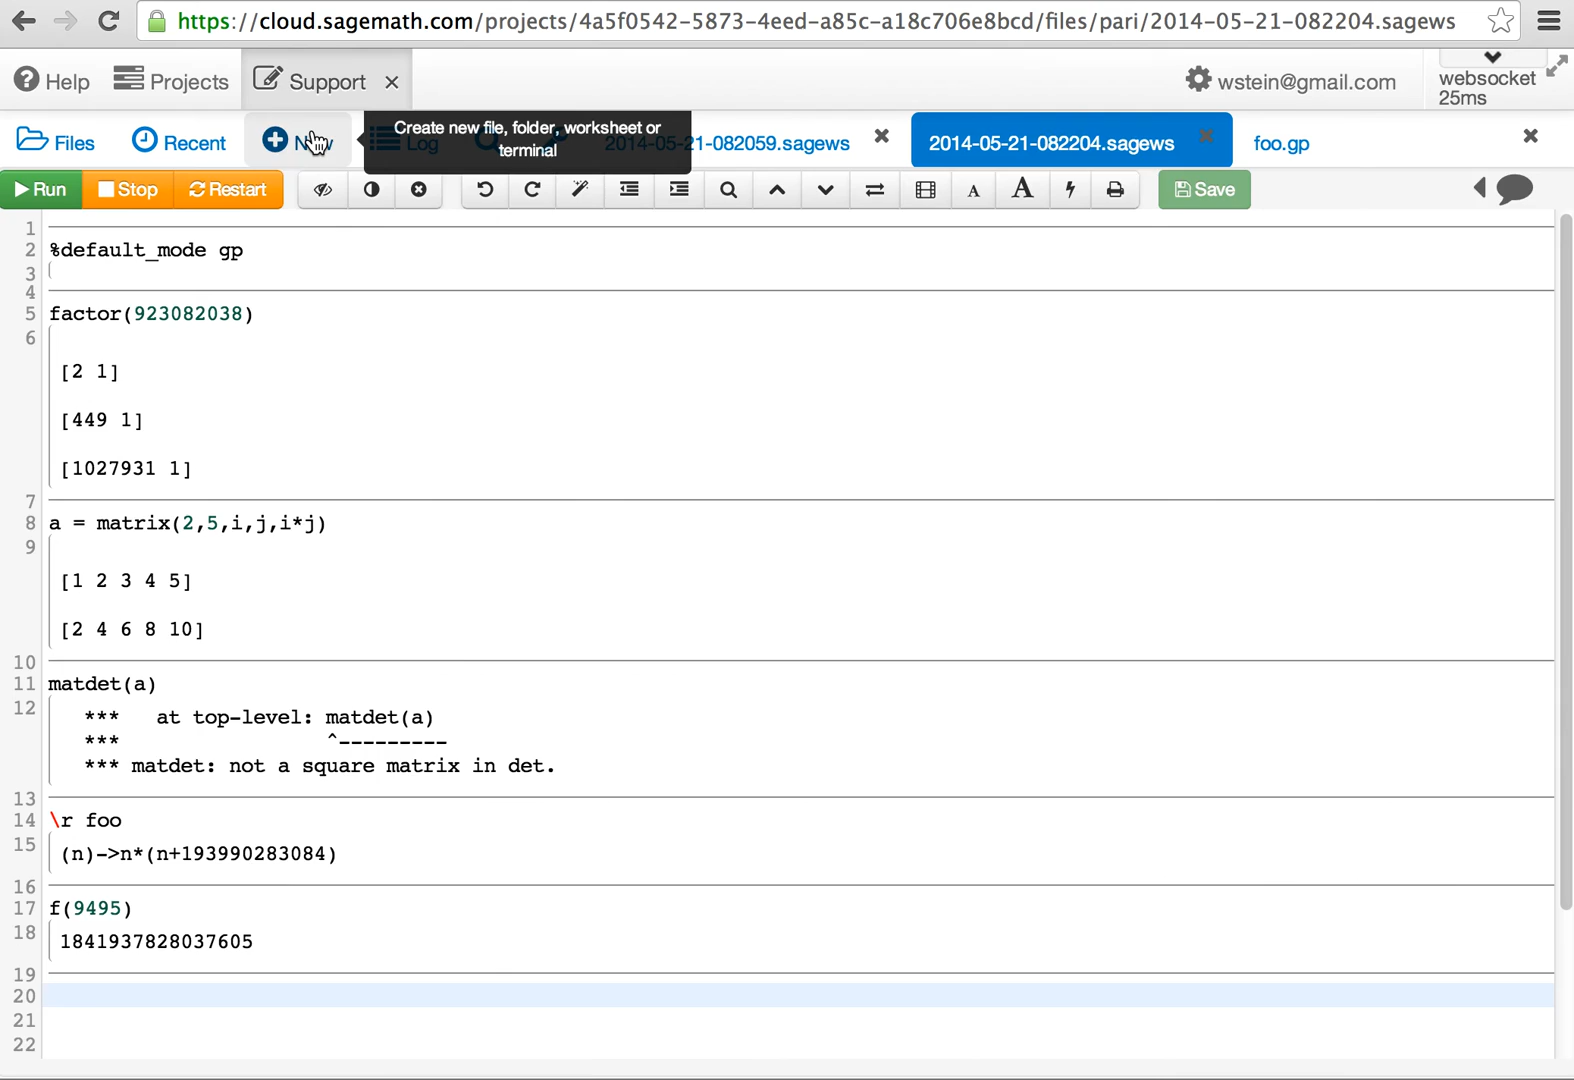 https://cloud.sagemath.com/projects/4a5f0542-5873-4eed-a85c-a18c706e8bcd/files/pari/2014-05-21-082204.sagews
Help Projects Support wstein@gmail.com websocket
25ms
Files Recent New Log Create new file, folder, worksheet or
terminal
21-082059.sagews 2014-05-21-082204.sagews foo.gp
Run Stop Restart A A Save
1
2 %default_mode gp
3
4
5 factor(923082038)
6
[2 1]
[449 1]
[1027931 1]
7
8 a = matrix(2,5,i,j,i*j)
9
[1 2 3 4 5]
[2 4 6 8 10]
10
11 matdet(a)
12 *** at top-level: matdet(a)
*** ^---------
*** matdet: not a square matrix in det.
13
14 \r foo
15 (n)->n*(n+193990283084)
16
17 f(9495)
18 1841937828037605
19
20
21
22